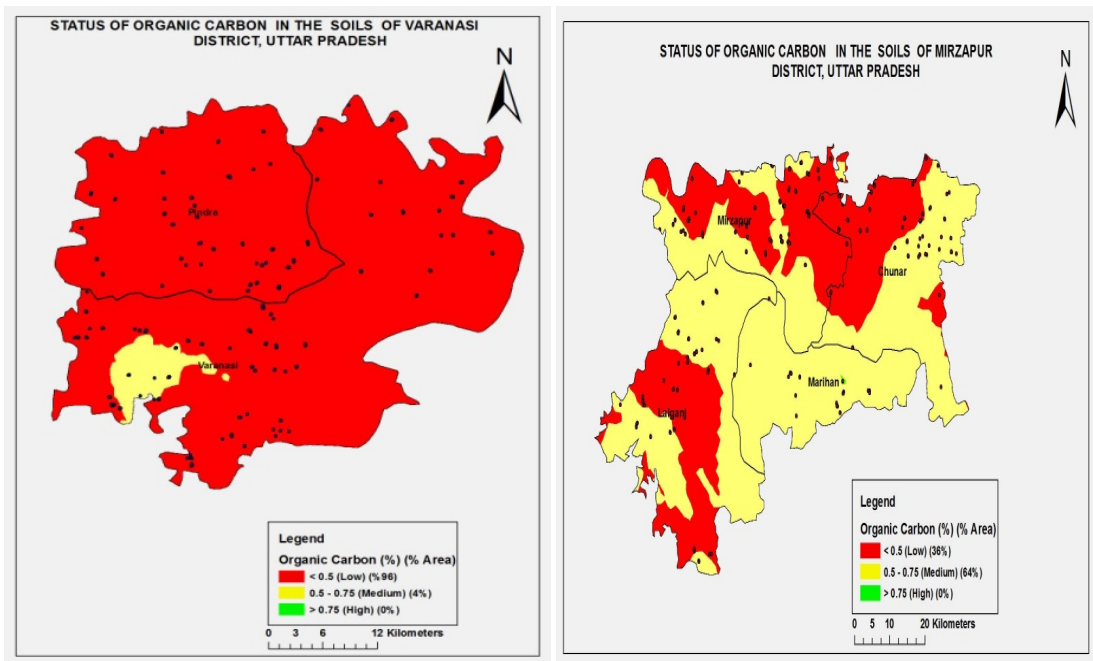 STATUS OF ORGANIC CARBON IN THE SOILS OF VARANASI
DISTRICT, UTTAR PRADESH
N
Pindra
Varanasi
Legend
Organic Carbon (%) (% Area)
< 0.5 (Low) (%96)
0.5 - 0.75 (Medium) (4%)
> 0.75 (High) (0%)
0 3 6 12 Kilometers
STATUS OF ORGANIC CARBON IN THE SOILS OF MIRZAPUR
DISTRICT, UTTAR PRADESH
N
Mirzapur
Chunar
Marihan
Lalganj
Legend
Organic Carbon (%) (% Area)
< 0.5 (Low) (36%)
0.5 - 0.75 (Medium) (64%)
> 0.75 (High) (0%)
0 5 10 20 Kilometers